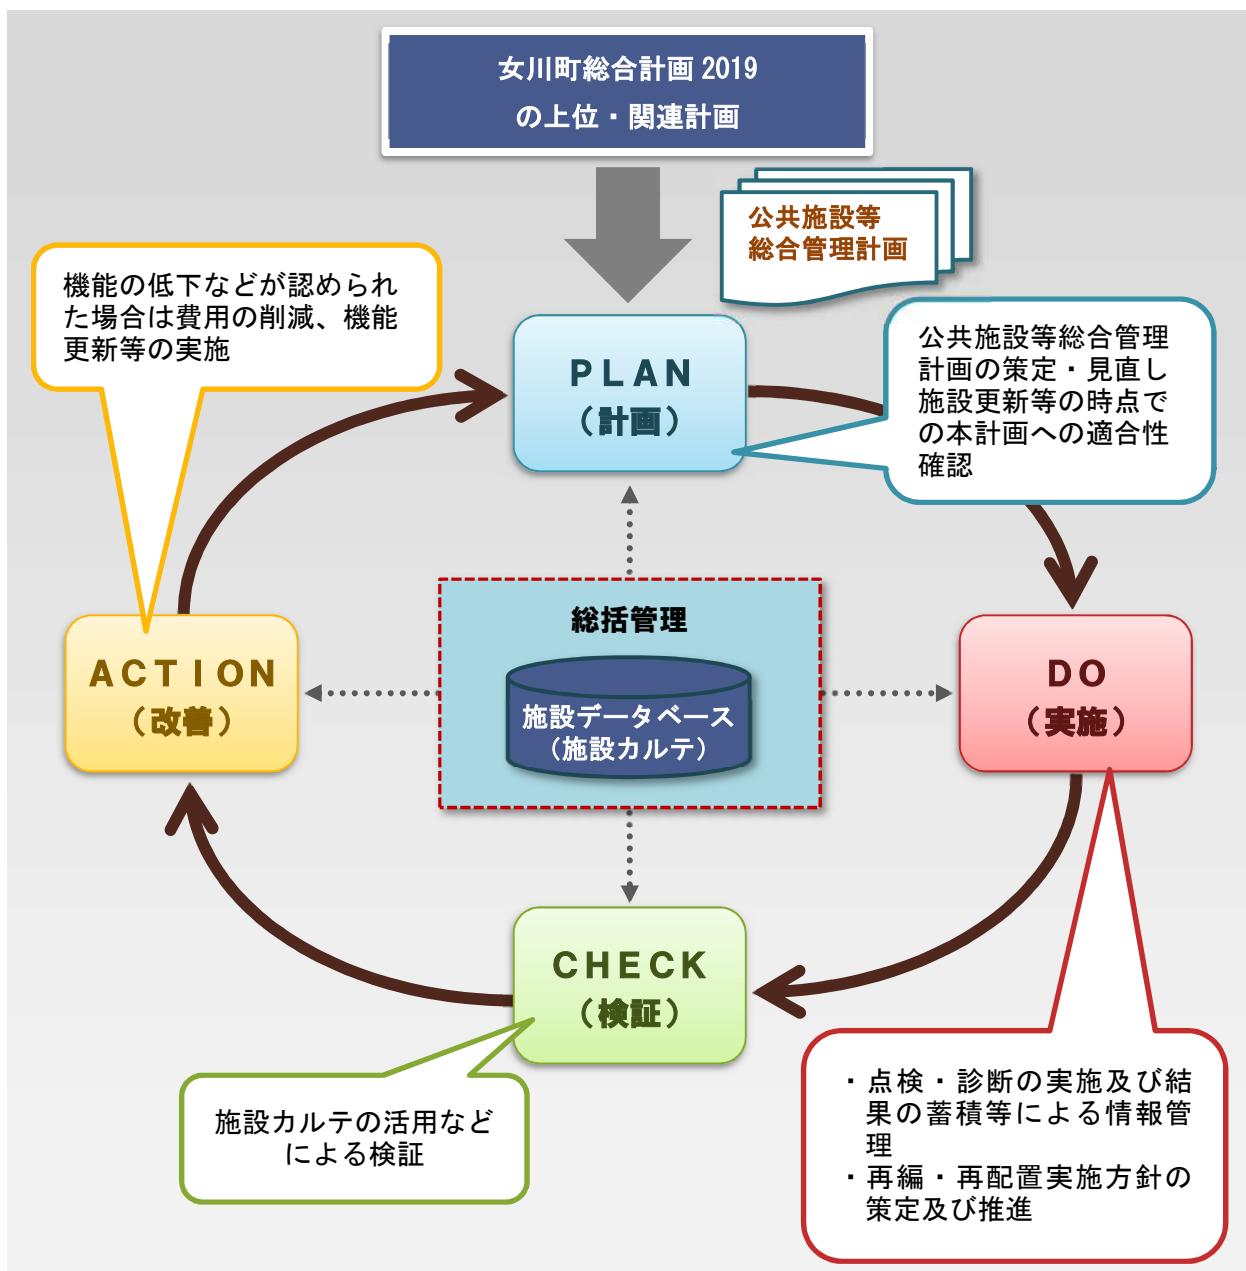 女川町総合計画 2019
の上位・関連計画
公共施設等
総合管理計画
機能の低下などが認められ
た場合は費用の削減、機能
更新等の実施
PLAN
（計画）
公共施設等総合管理
計画の策定・見直し
施設更新等の時点で
の本計画への適合性
確認
総括管理
施設データベース
（施設カルテ）
ACTION
（改善）
DO
（実施）
CHECK
（検証）
施設カルテの活用など
による検証
・点検・診断の実施及び結
果の蓄積等による情報管
理
・再編・再配置実施方針の
策定及び推進